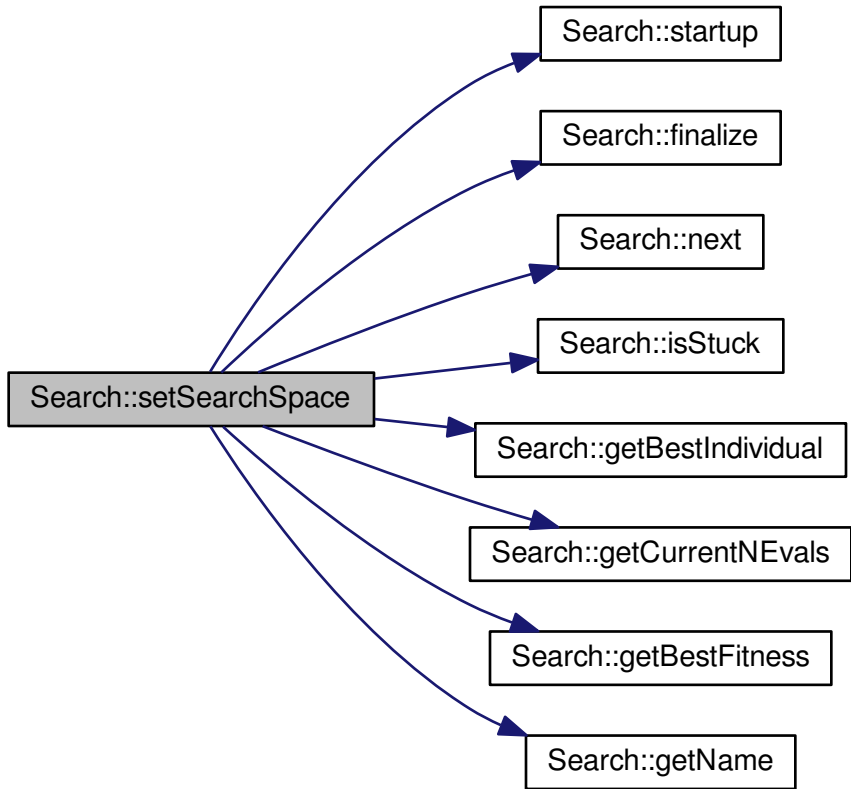 Search::startup
Search::finalize
Search::next
Search::isStuck
Search::setSearchSpace
Search::getBestIndividual
Search::getCurrentNEvals
Search::getBestFitness
Search::getName